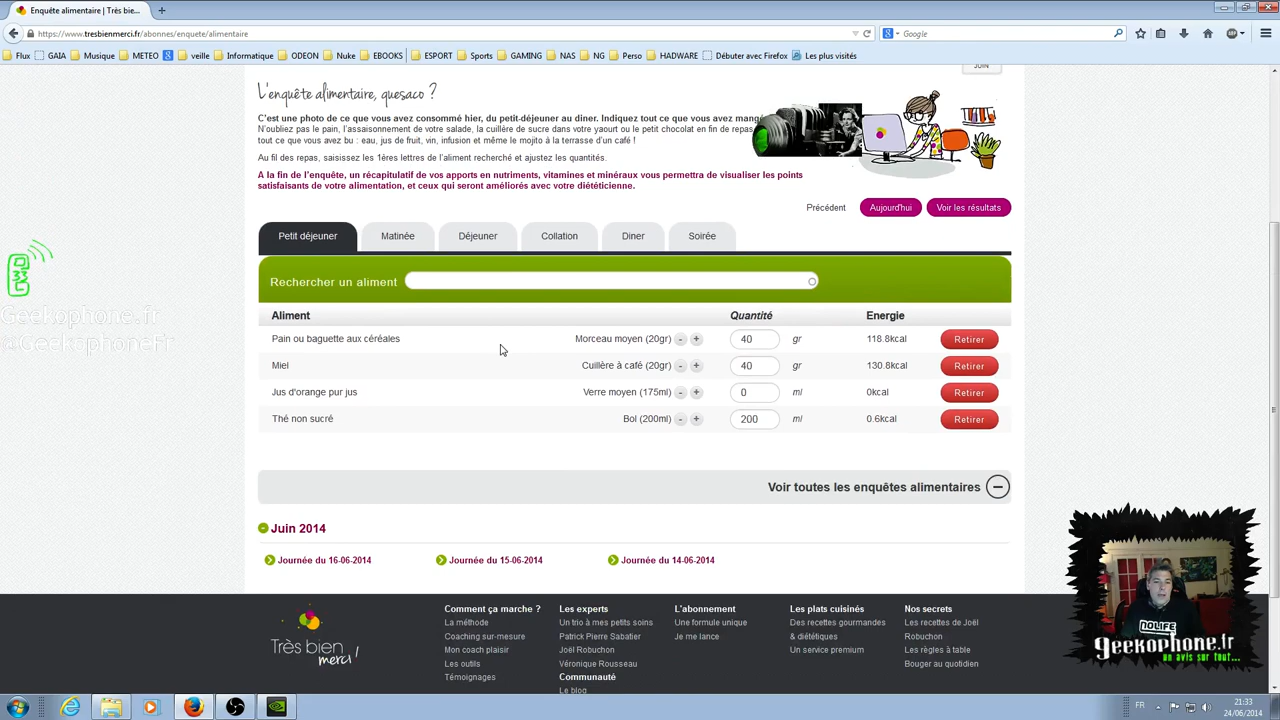 Enquête alimentaire | Très bie...
https://www.tresbienmerci.fr/abonnes/enquete/alimentaire
Google
Flux GAIA Musique METEO veille Informatique ODEON Nuke EBOOKS ESPORT Sports GAMING NAS NG Perso HADWARE Débuter avec Firefox Les plus visités
JUIN
L'enquête alimentaire, quesaco ?
C'est une photo de ce que vous avez consommé hier, du petit-déjeuner au diner. Indiquez tout ce que vous avez mangé
N'oubliez pas le pain, l'assaisonnement de votre salade, la cuillère de sucre dans votre yaourt ou le petit chocolat en fin de repas
tout ce que vous avez bu : eau, jus de fruit, vin, infusion et même le mojito à la terrasse d'un café !
Au fil des repas, saisissez les 1ères lettres de l'aliment recherché et ajustez les quantités.
A la fin de l'enquête, un récapitulatif de vos apports en nutriments, vitamines et minéraux vous permettra de visualiser les points
satisfaisants de votre alimentation, et ceux qui seront améliorés avec votre diététicienne.
Précédent Aujourd'hui Voir les résultats
Petit déjeuner Matinée Déjeuner Collation Diner Soirée
Rechercher un aliment
Aliment Quantité Energie
Pain ou baguette aux céréales Morceau moyen (20gr) - + 40 gr 118.8kcal Retirer
Miel Cuillère à café (20gr) - + 40 gr 130.8kcal Retirer
Jus d'orange pur jus Verre moyen (175ml) - + 0 ml 0kcal Retirer
Thé non sucré Bol (200ml) - + 200 ml 0.6kcal Retirer
Geekophone.fr
@GeekophoneFr
Voir toutes les enquêtes alimentaires
Juin 2014
Journée du 16-06-2014 Journée du 15-06-2014 Journée du 14-06-2014
Très bien merci !
Comment ça marche ?
La méthode
Coaching sur-mesure
Mon coach plaisir
Les outils
Témoignages
Les experts
Un trio à mes petits soins
Patrick Pierre Sabatier
Joël Robuchon
Véronique Rousseau
Communauté
Le blog
L'abonnement
Une formule unique
Je me lance
Les plats cuisinés
Des recettes gourmandes
& diététiques
Un service premium
Nos secrets
Les recettes de Joël
Robuchon
Les règles à table
Bouger au quotidien
NOLIFE
geekophone.fr
un avis sur tout...
FR
21:33
24/06/2014